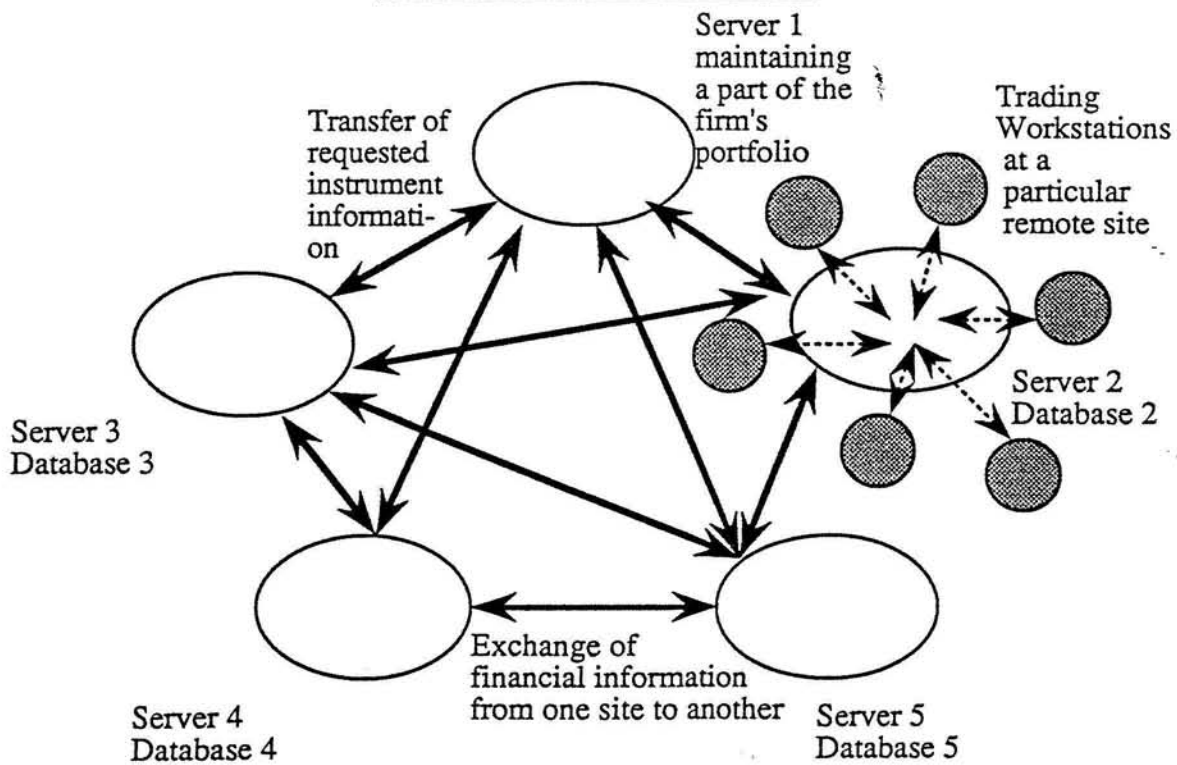 Server 1
maintaining
a part of the
firm's
portfolio
Transfer of
requested
instrument
informati-
on
Trading
Workstations
at a
particular
remote site
Server 2
Database 2
Server 3
Database 3
Exchange of
financial information
from one site to another
Server 4
Database 4
Server 5
Database 5